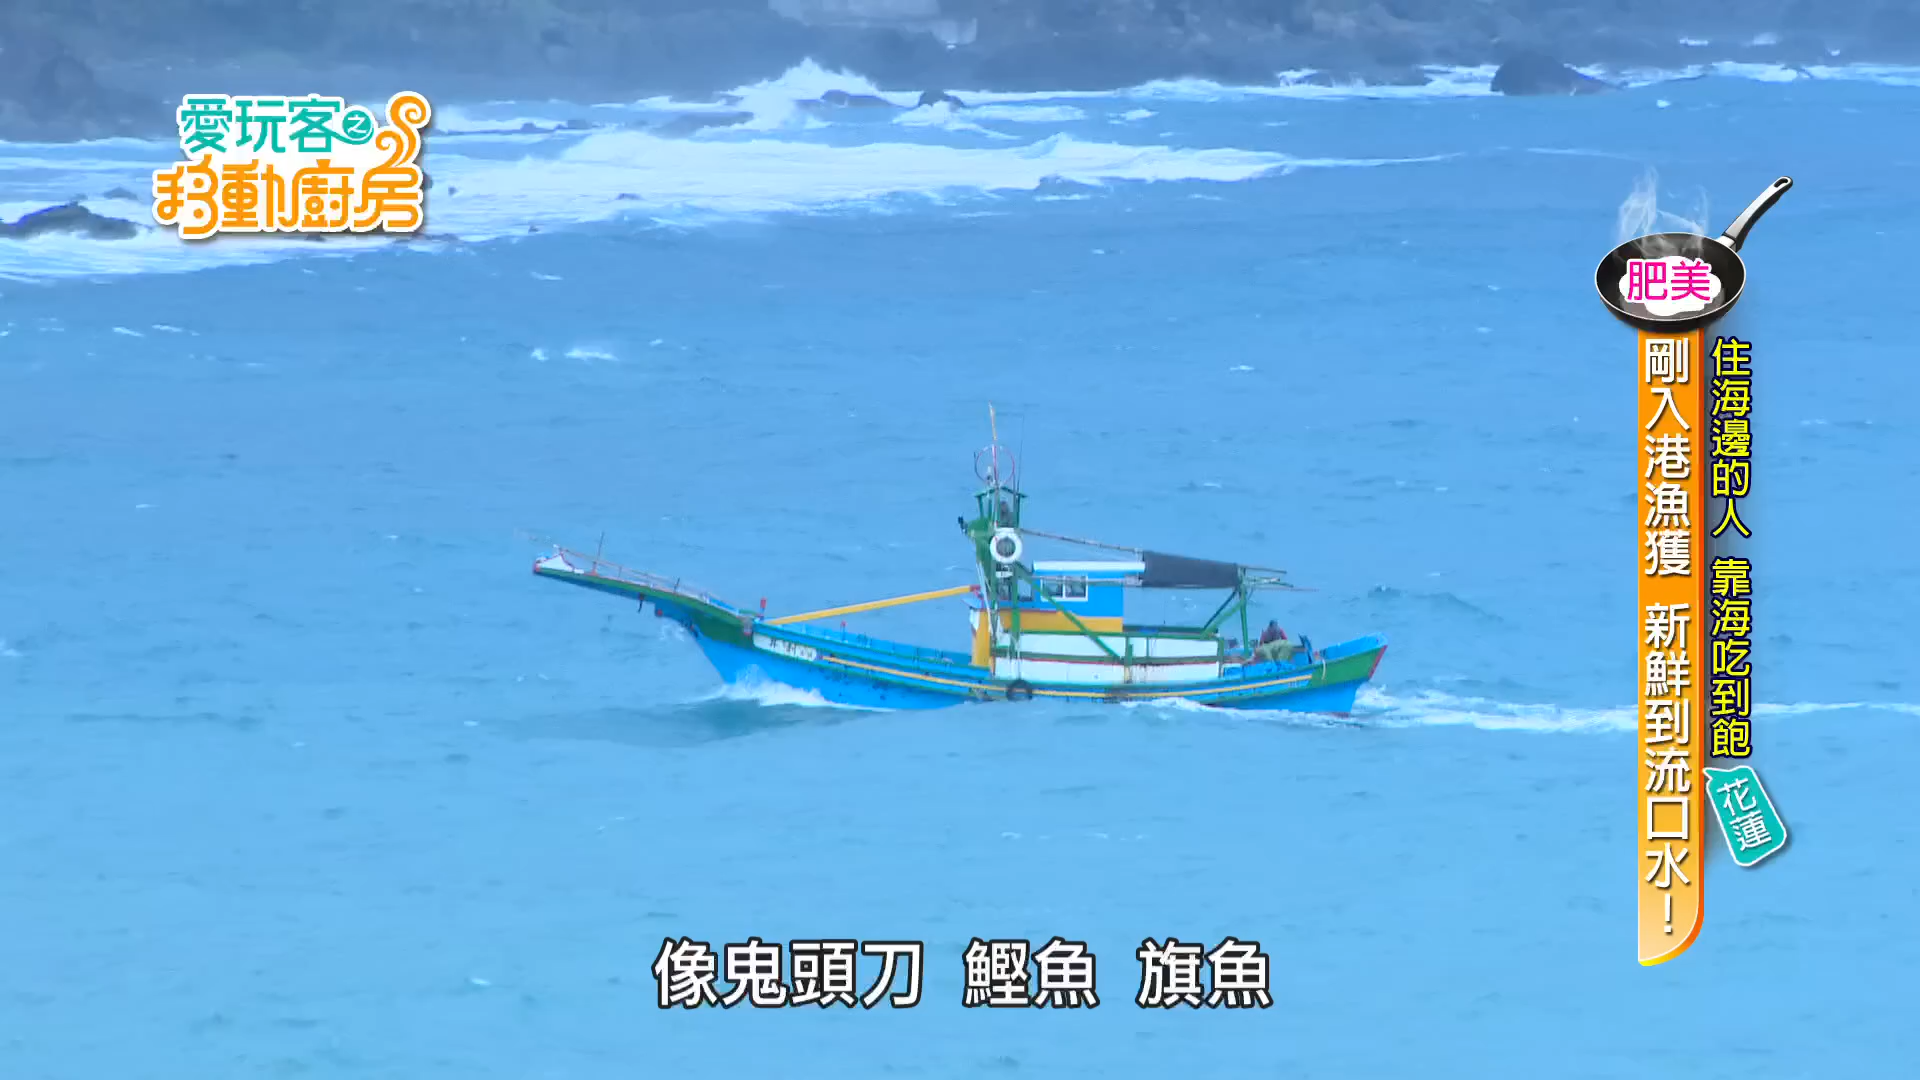 愛玩客之
移動廚房
肥美
住海邊的人 靠海吃到飽
剛入港漁獲 新鮮到流口水！
花蓮
像鬼頭刀 鰹魚 旗魚